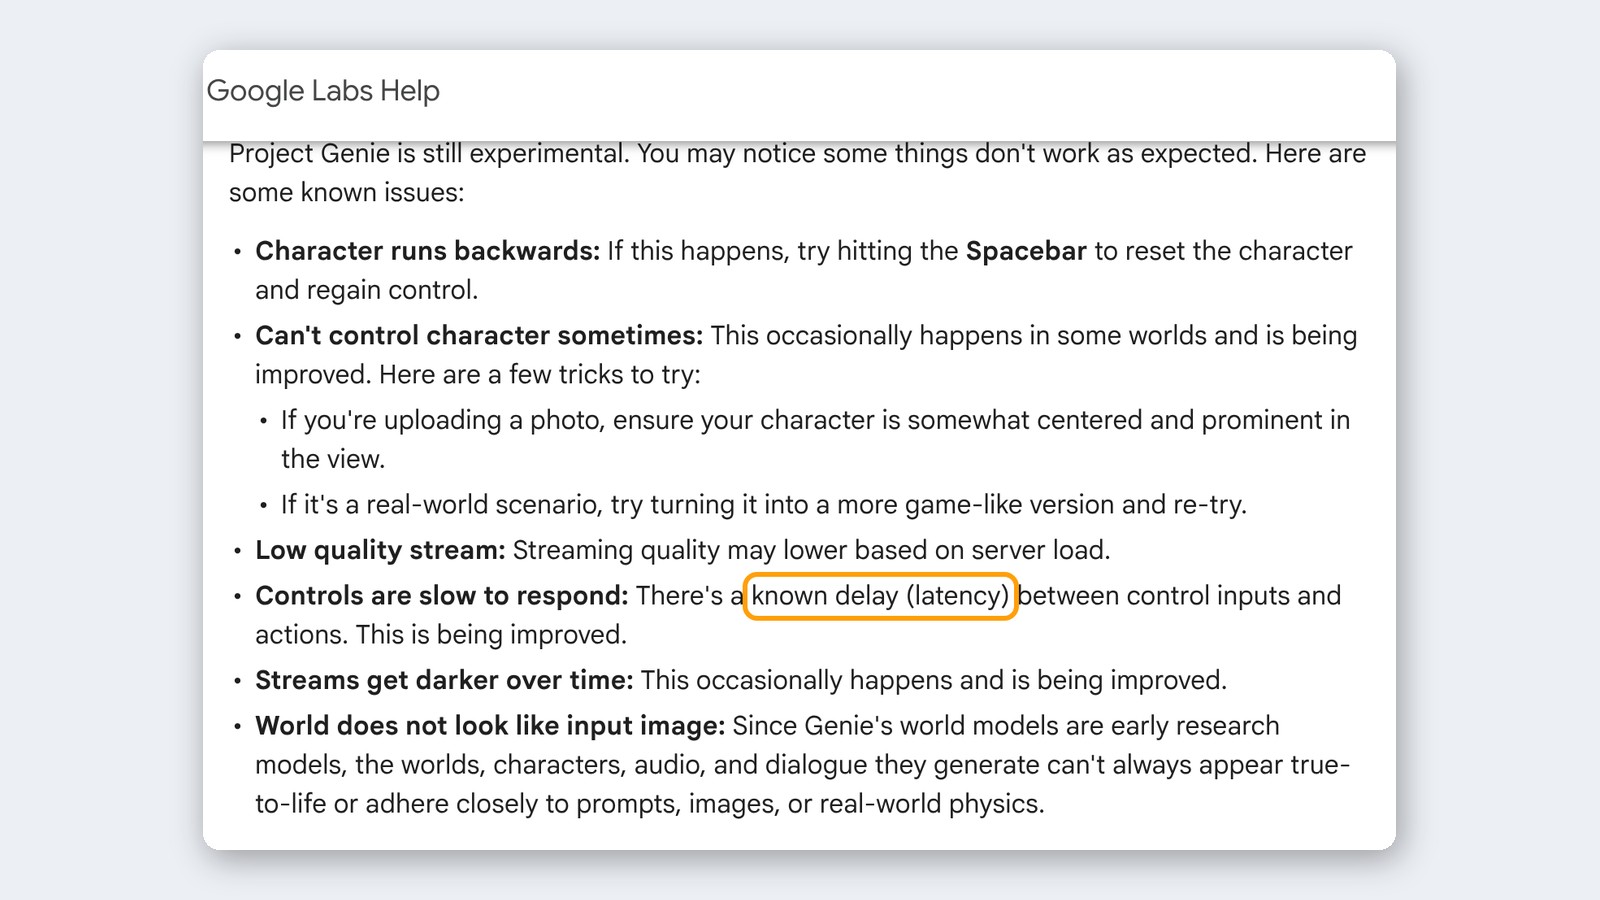 Google Labs Help
Project Genie is still experimental. You may notice some things don't work as expected. Here are
some known issues:
• Character runs backwards: If this happens, try hitting the Spacebar to reset the character
and regain control.
• Can't control character sometimes: This occasionally happens in some worlds and is being
improved. Here are a few tricks to try:
• If you're uploading a photo, ensure your character is somewhat centered and prominent in
the view.
• If it's a real-world scenario, try turning it into a more game-like version and re-try.
• Low quality stream: Streaming quality may lower based on server load.
• Controls are slow to respond: There's a known delay (latency) between control inputs and
actions. This is being improved.
• Streams get darker over time: This occasionally happens and is being improved.
• World does not look like input image: Since Genie's world models are early research
models, the worlds, characters, audio, and dialogue they generate can't always appear true-
to-life or adhere closely to prompts, images, or real-world physics.